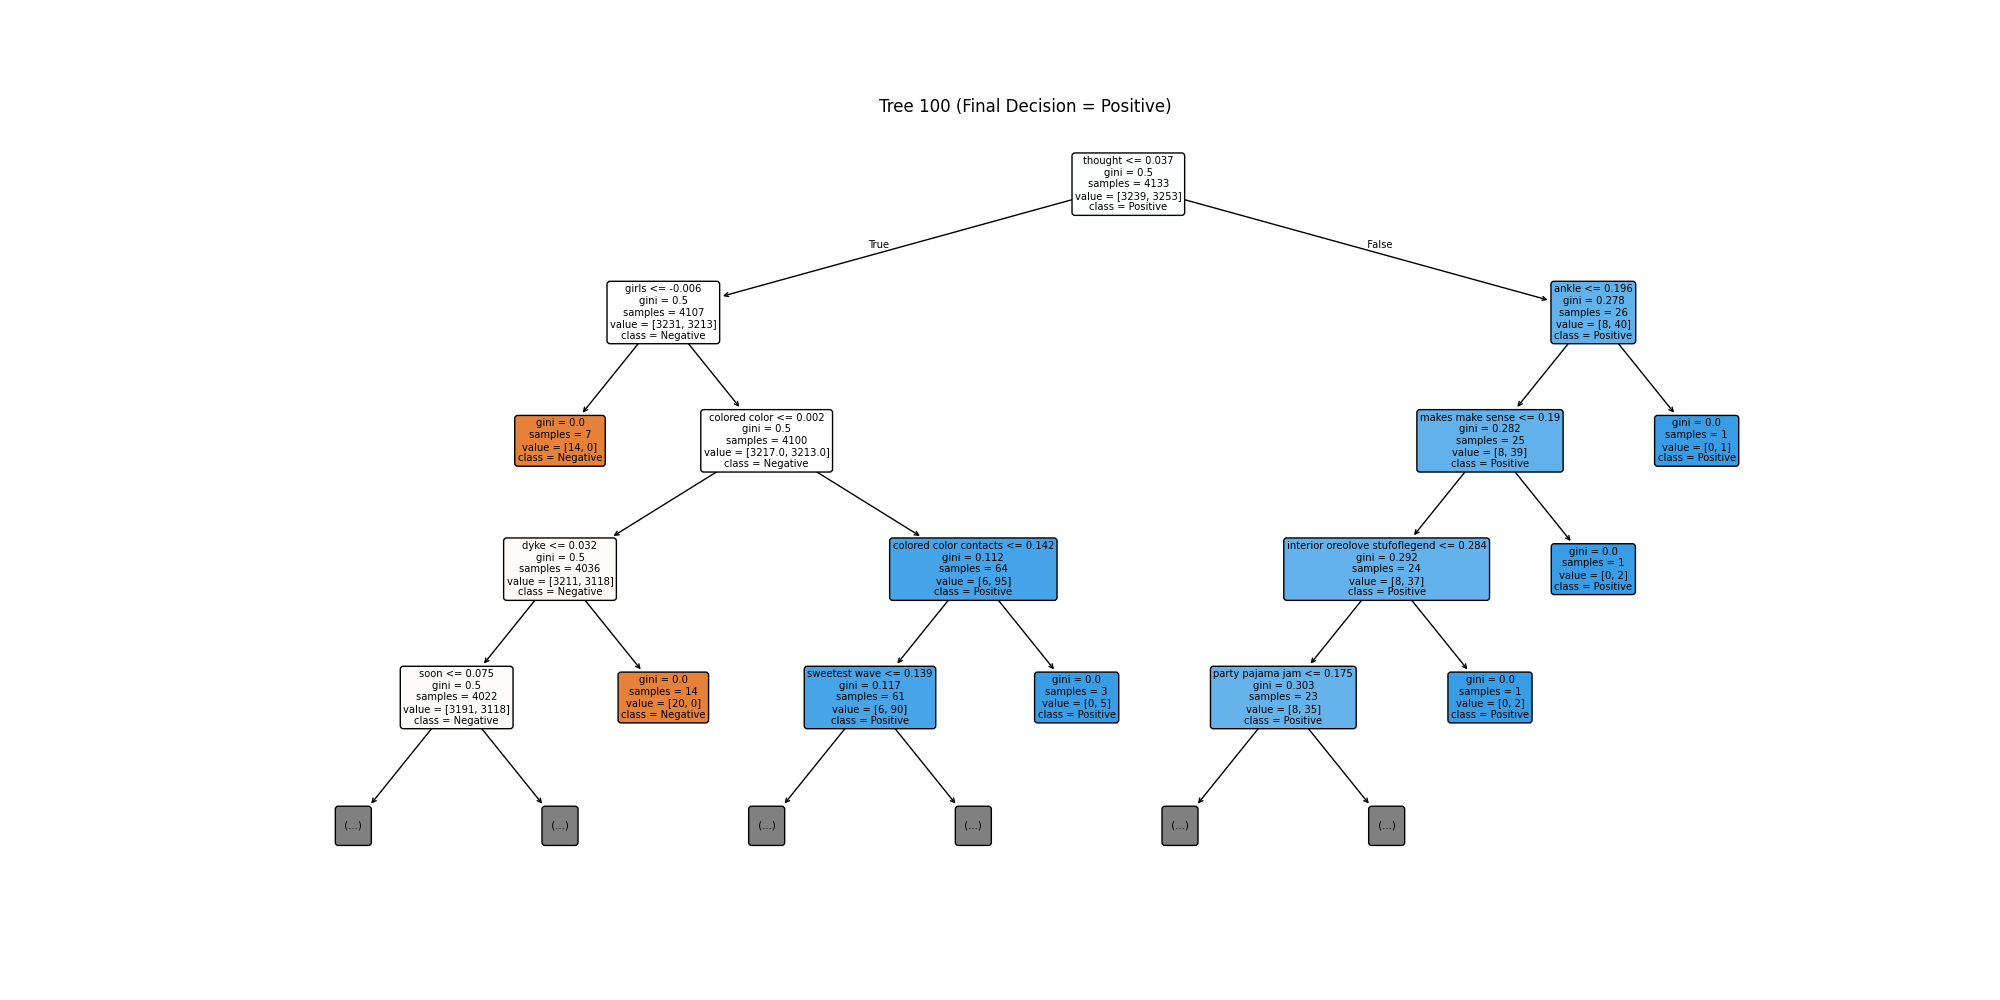 Tree 100 (Final Decision = Positive)
thought <= 0.037
gini = 0.5
samples = 4133
value = [3239, 3253]
class = Positive
True
False
girls <= -0.006
gini = 0.5
samples = 4107
value = [3231, 3213]
class = Negative
ankle <= 0.196
gini = 0.278
samples = 26
value = [8, 40]
class = Positive
gini = 0.0
samples = 7
value = [14, 0]
class = Negative
colored color <= 0.002
gini = 0.5
samples = 4100
value = [3217.0, 3213.0]
class = Negative
makes make sense <= 0.19
gini = 0.282
samples = 25
value = [8, 39]
class = Positive
gini = 0.0
samples = 1
value = [0, 1]
class = Positive
dyke <= 0.032
gini = 0.5
samples = 4036
value = [3211, 3118]
class = Negative
colored color contacts <= 0.142
gini = 0.112
samples = 64
value = [6, 95]
class = Positive
interior oreolove stufoflegend <= 0.284
gini = 0.292
samples = 24
value = [8, 37]
class = Positive
gini = 0.0
samples = 1
value = [0, 2]
class = Positive
soon <= 0.075
gini = 0.5
samples = 4022
value = [3191, 3118]
class = Negative
gini = 0.0
samples = 14
value = [20, 0]
class = Negative
sweetest wave <= 0.139
gini = 0.117
samples = 61
value = [6, 90]
class = Positive
gini = 0.0
samples = 3
value = [0, 5]
class = Positive
party pajama jam <= 0.175
gini = 0.303
samples = 23
value = [8, 35]
class = Positive
gini = 0.0
samples = 1
value = [0, 2]
class = Positive
(...)
(...)
(...)
(...)
(...)
(...)